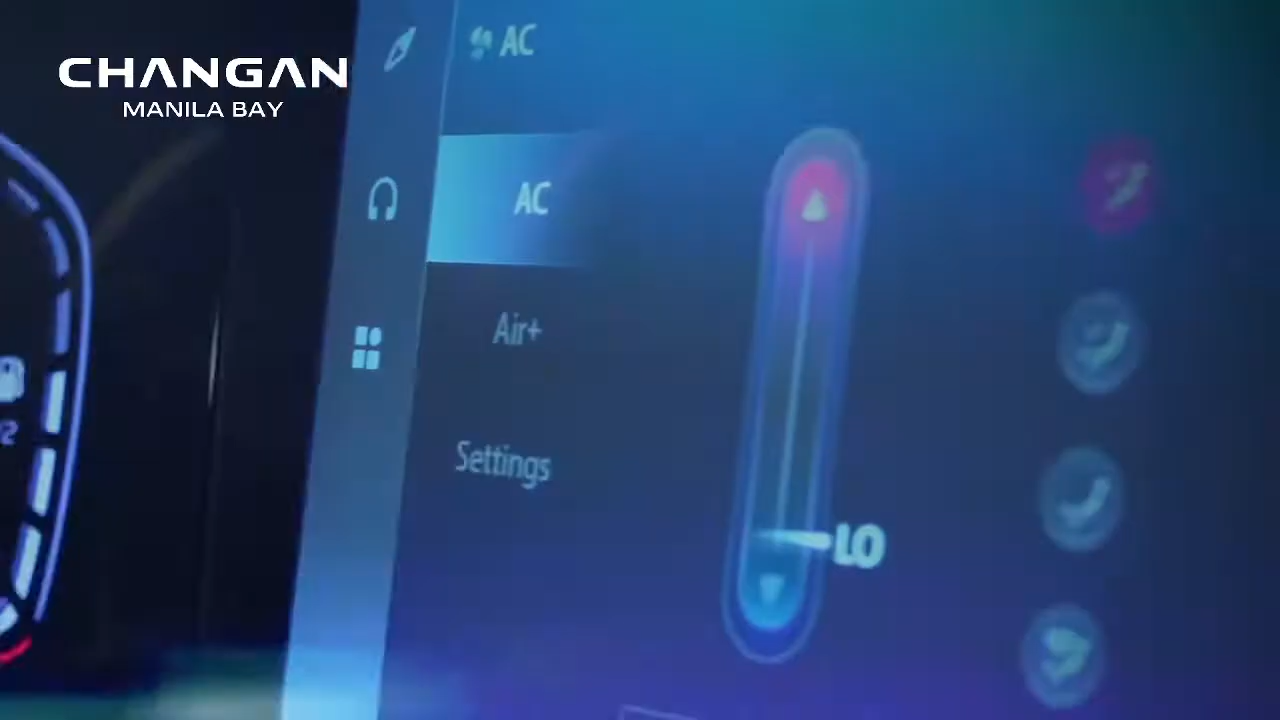 CHANGAN
MANILA BAY
AC
AC
Air+
Settings
LO